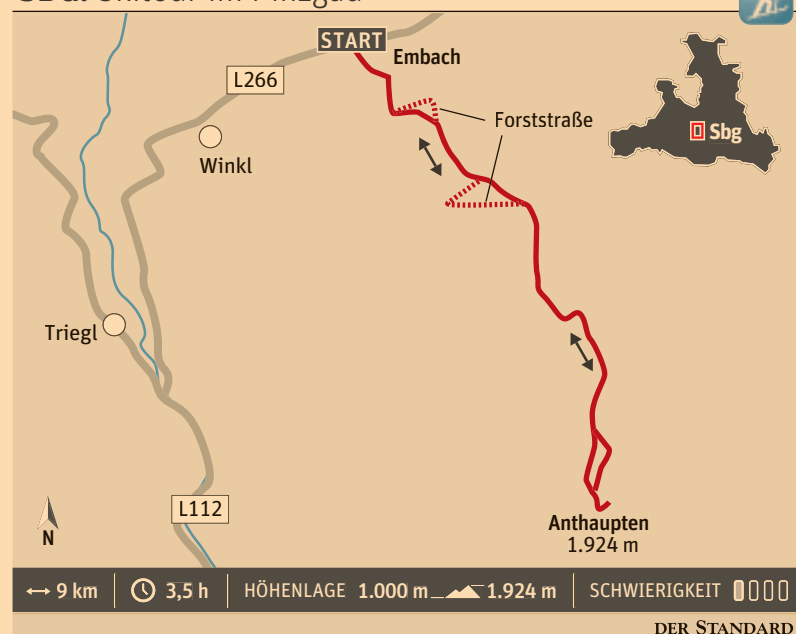 START
Embach
L266
Forststraße
Sbg
Winkl
Triegl
L112
N
Anthaupten
1.924 m
9 km 3,5 h HÖHENLAGE 1.000 m 1.924 m SCHWIERIGKEIT
DER STANDARD